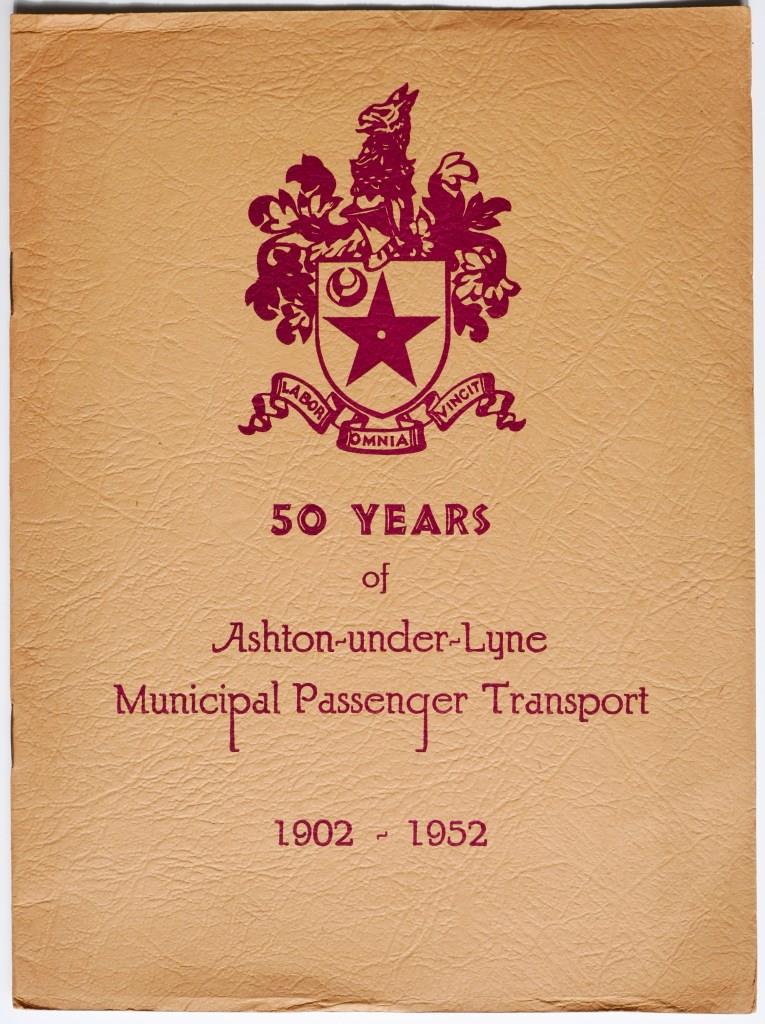 LABOR OMNIA VINCIT
50 YEARS
of
Ashton-under-Lyne
Municipal Passenger Transport
1902 - 1952